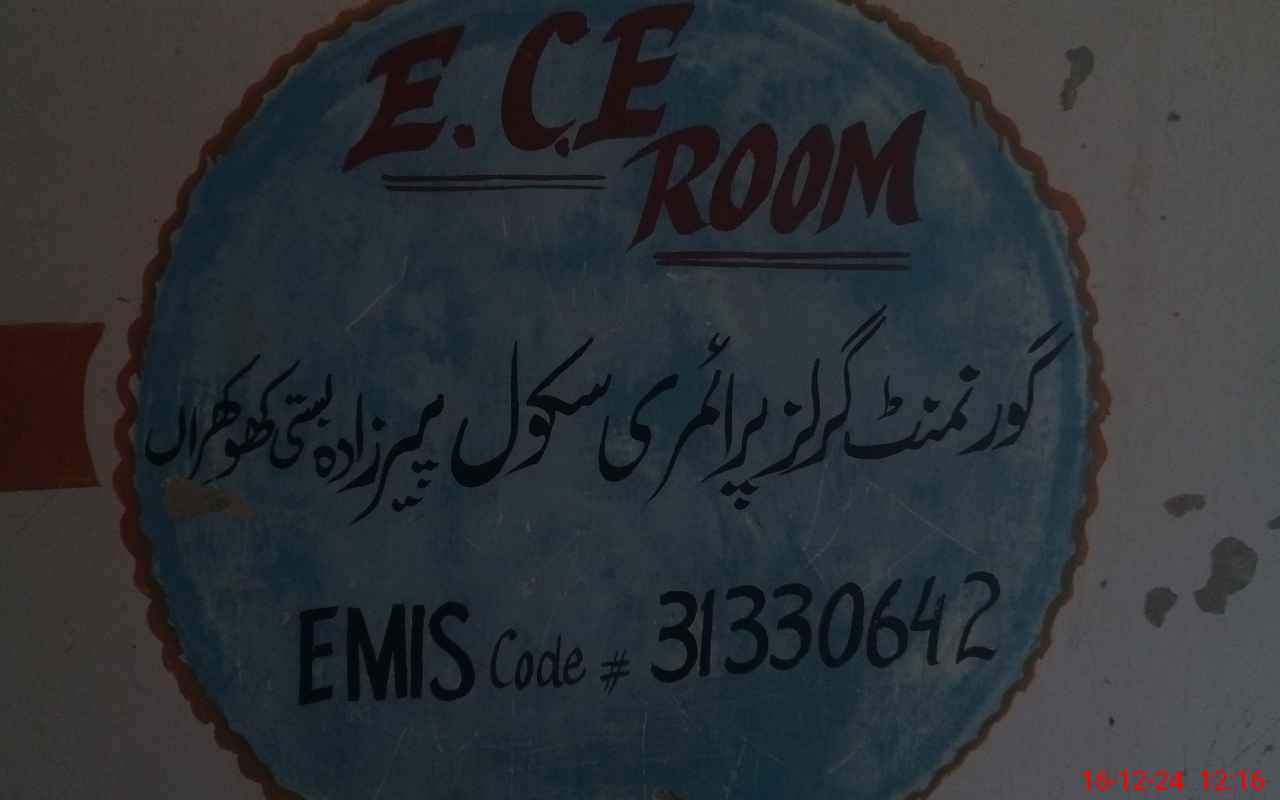 E.C.E
ROOM
گورنمنٹ گرلز پرائمری سکول پیرزادہ بستی کھوکھراں
EMIS Code # 31330642
16-12-24 12:16